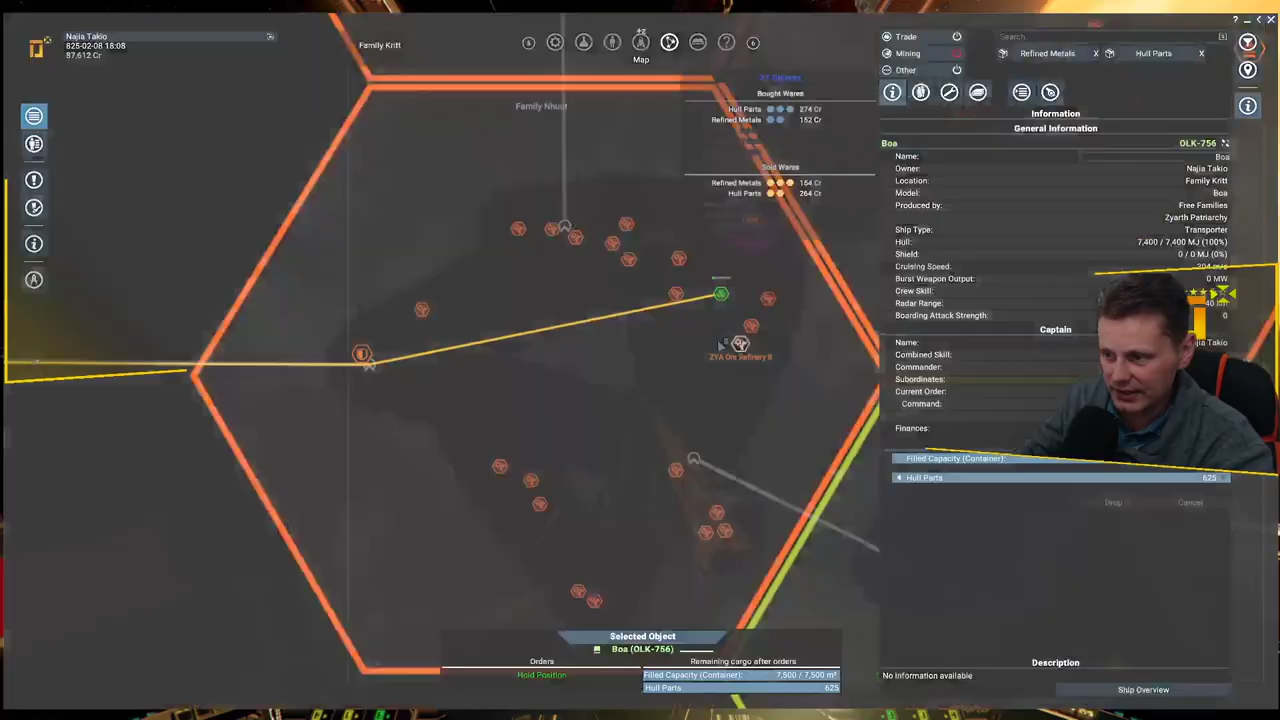 Najia Takio
825-02-08 18:08
87,612 Cr
Family Kritt
Map
Family Nhuur
Bought Wares
Hull Parts 274 Cr
Refined Metals 152 Cr
Sold Wares
Refined Metals 154 Cr
Hull Parts 264 Cr
ZYA Ore Refinery II
Selected Object
Boa (OLK-756)
Orders
Hold Position
Remaining cargo after orders
Filled Capacity (Container): 7,500 / 7,500 m³
Hull Parts 625
Trade
Mining
Other
Search...
Refined Metals X
Hull Parts X
Information
General Information
Boa OLK-756
Name: Boa
Owner: Najia Takio
Location: Family Kritt
Model: Boa
Produced by: Free Families
Zyarth Patriarchy
Ship Type: Transporter
Hull: 7,400 / 7,400 MJ (100%)
Shield: 0 / 0 MJ (0%)
Cruising Speed:
Burst Weapon Output: 0 MW
Crew Skill:
Radar Range:
Boarding Attack Strength: 0
Captain
Name:
Combined Skill:
Commander:
Subordinates:
Current Order:
Command:
Finances:
Filled Capacity (Container):
Hull Parts 625
Drop Cancel
Description
No information available
Ship Overview